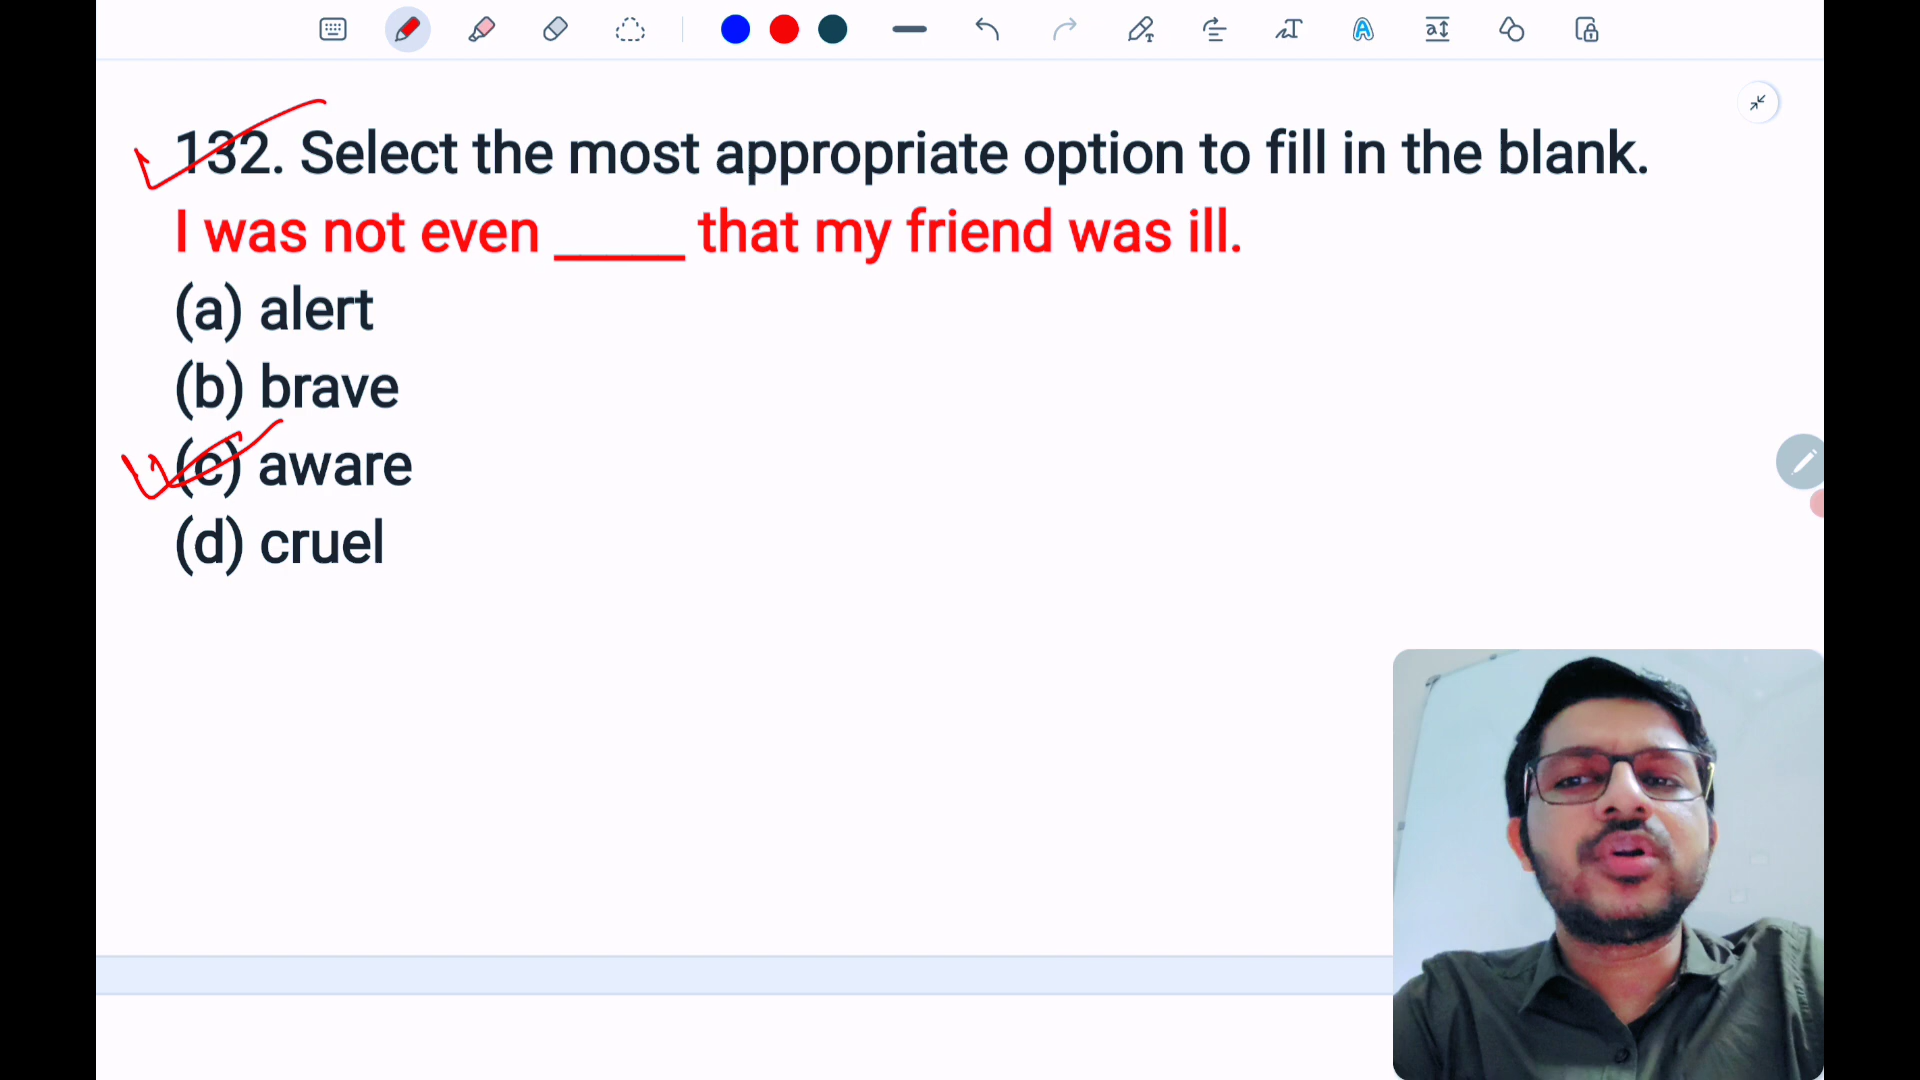 132. Select the most appropriate option to fill in the blank.
I was not even _____ that my friend was ill.
(a) alert
(b) brave
(c) aware
(d) cruel